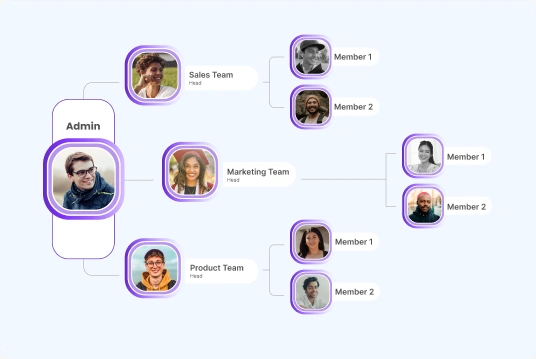 Admin
Sales Team
Head
Member 1
Member 2
Marketing Team
Head
Member 1
Member 2
Product Team
Head
Member 1
Member 2